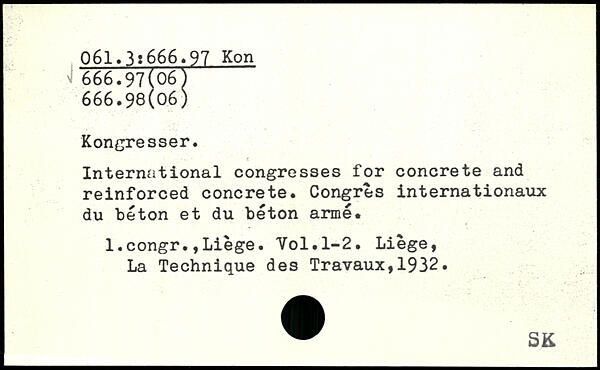 061.3:666.97 Kon
666.97(06)
666.98(06)
Kongresser.
International congresses for concrete and
reinforced concrete. Congrès internationaux
du béton et du béton armé.
1.congr.,Liège. Vol.1-2. Liège,
La Technique des Travaux,1932.
SK